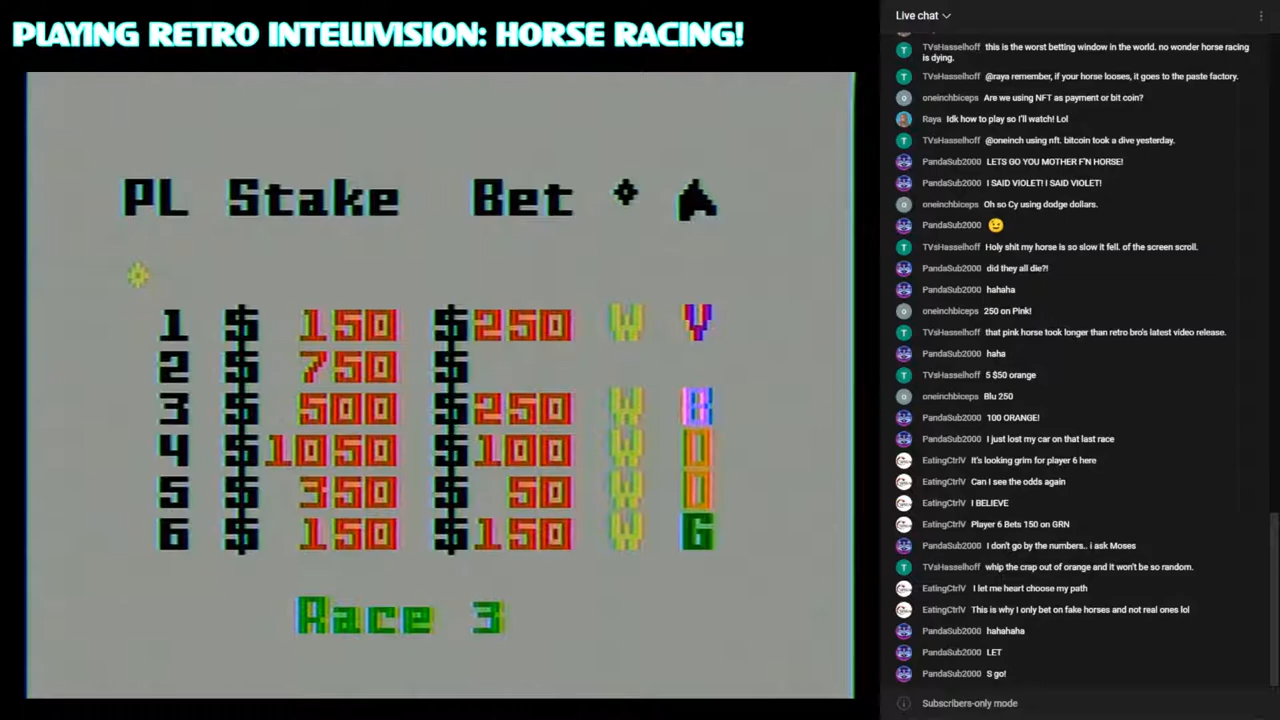 PLAYING RETRO INTELLIVISION: HORSE RACING!
PL Stake Bet
1 $ 150 $250 W V
2 $ 750 $
3 $ 500 $250 W B
4 $1050 $100 W O
5 $ 350 $ 50 W O
6 $ 150 $150 W G
Race 3
Live chat
TVsHasselhoff this is the worst betting window in the world. no wonder horse racing
is dying.
TVsHasselhoff @raya remember, if your horse looses, it goes to the paste factory.
oneinchbiceps Are we using NFT as payment or bit coin?
Raya Idk how to play so I'll watch! Lol
TVsHasselhoff @oneinch using nft. bitcoin took a dive yesterday.
PandaSub2000 LETS GO YOU MOTHER F'N HORSE!
PandaSub2000 I SAID VIOLET! I SAID VIOLET!
oneinchbiceps Oh so Cy using dodge dollars.
PandaSub2000 😉
TVsHasselhoff Holy shit my horse is so slow it fell. of the screen scroll.
PandaSub2000 did they all die?!
PandaSub2000 hahaha
oneinchbiceps 250 on Pink!
TVsHasselhoff that pink horse took longer than retro bro's latest video release.
PandaSub2000 haha
TVsHasselhoff 5 $50 orange
oneinchbiceps Blu 250
PandaSub2000 100 ORANGE!
PandaSub2000 I just lost my car on that last race
EatingCtrlV It's looking grim for player 6 here
EatingCtrlV Can I see the odds again
EatingCtrlV I BELIEVE
EatingCtrlV Player 6 Bets 150 on GRN
PandaSub2000 I don't go by the numbers.. i ask Moses
TVsHasselhoff whip the crap out of orange and it won't be so random.
EatingCtrlV I let me heart choose my path
EatingCtrlV This is why I only bet on fake horses and not real ones lol
PandaSub2000 hahahaha
PandaSub2000 LET
PandaSub2000 S go!
Subscribers-only mode